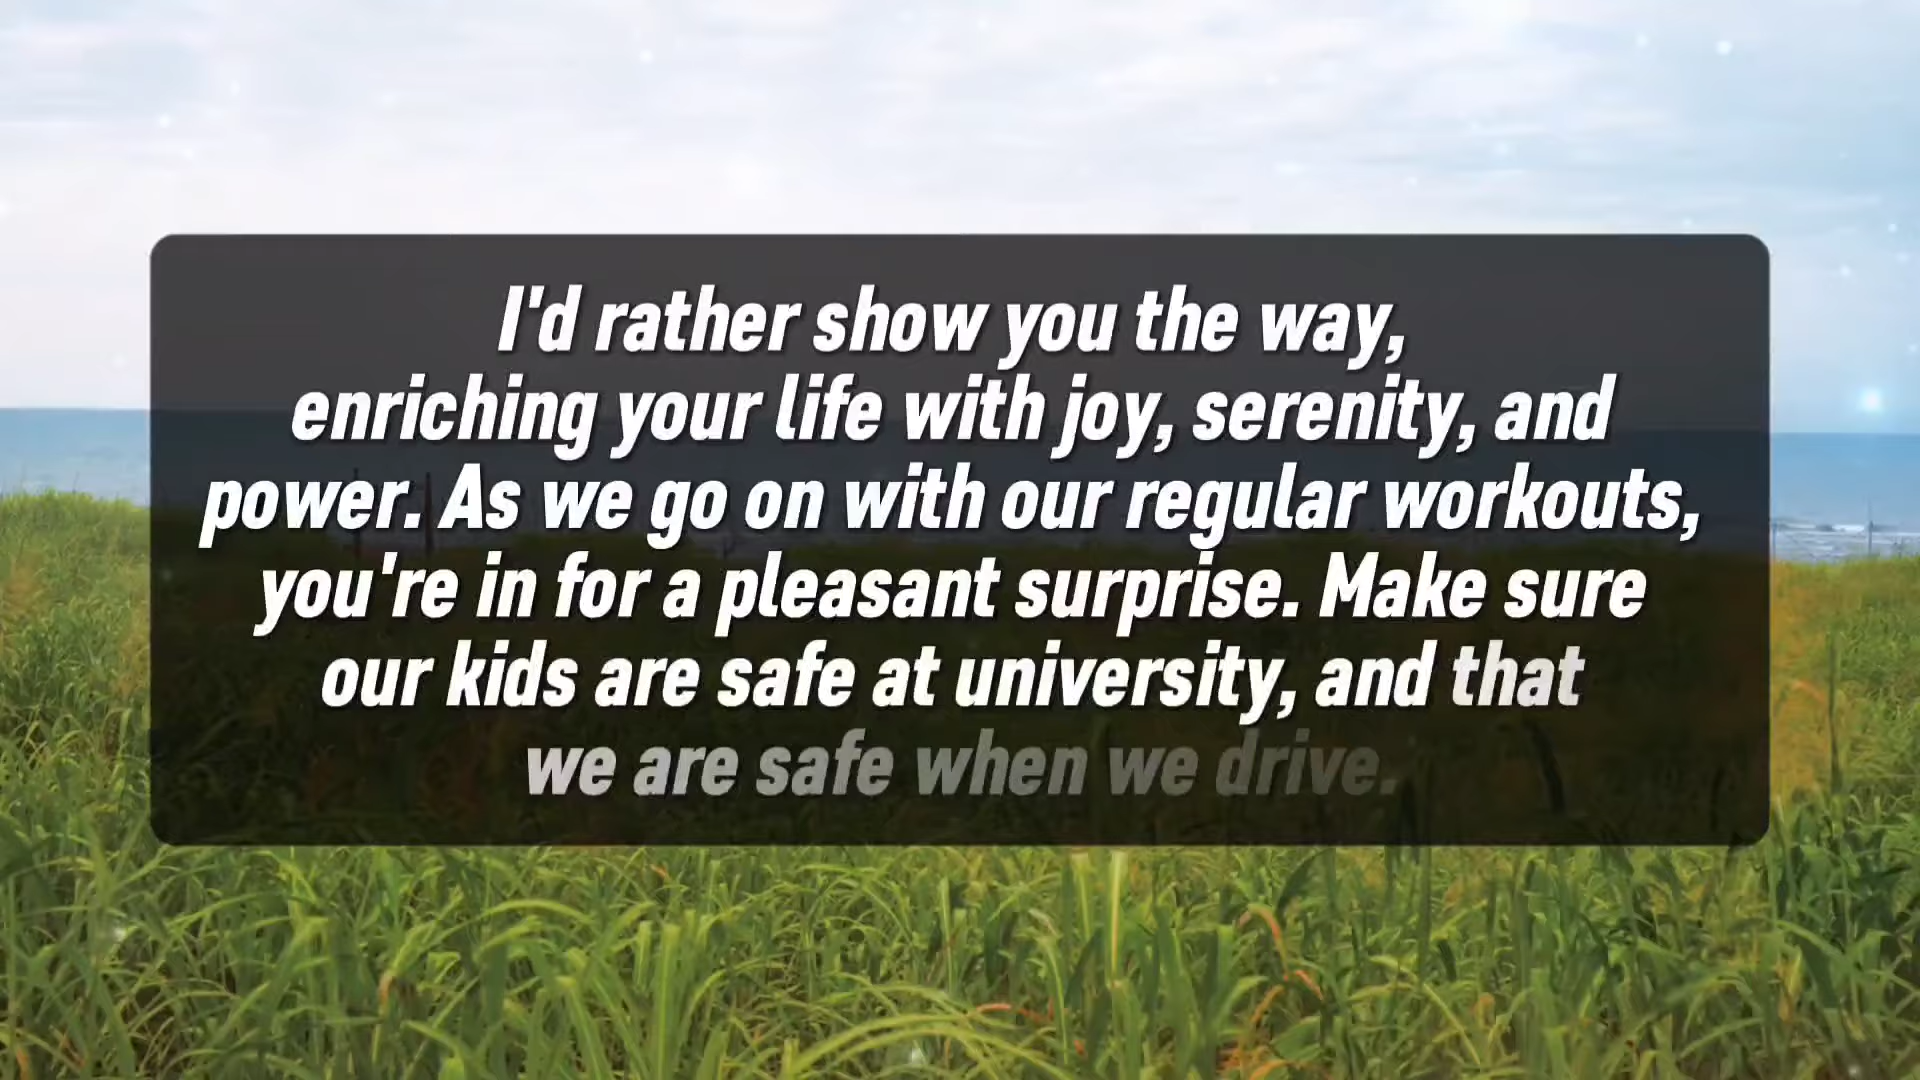 I'd rather show you the way,
enriching your life with joy, serenity, and
power. As we go on with our regular workouts,
you're in for a pleasant surprise. Make sure
our kids are safe at university, and that
we are safe when we drive.